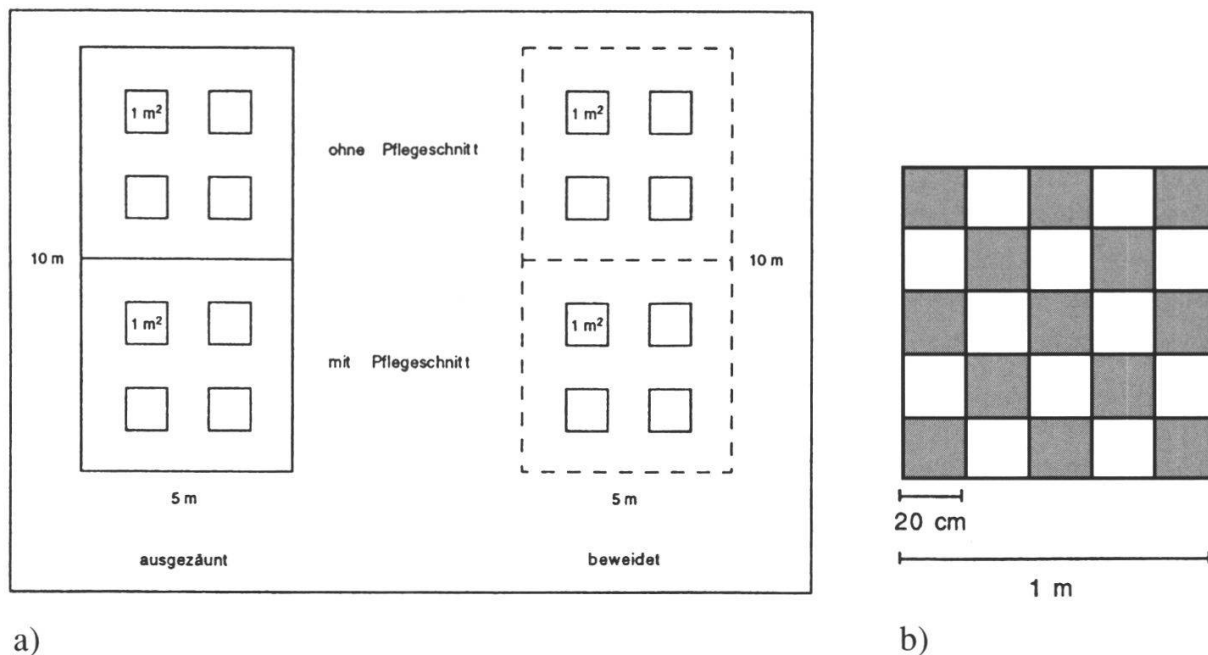 1 m²
1 m²
ohne Pflegeschnitt
10 m
10 m
1 m²
1 m²
mit Pflegeschnitt
5 m
5 m
ausgezäunt
beweidet
a)
20 cm
1 m
b)